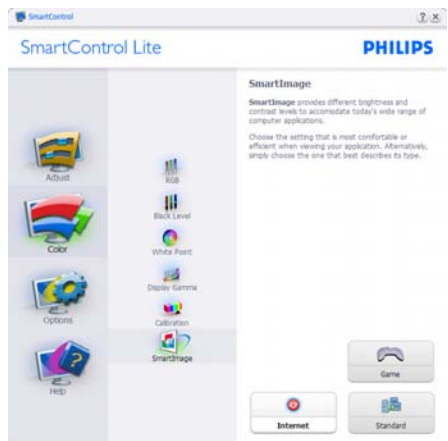 SmartControl
SmartControl Lite
PHILIPS
Adjust
Color
Options
Help
RGB
Black Level
White Point
Display Gamma
Calibration
SmartImage
SmartImage
SmartImage provides different brightness and
contrast levels to accomodate today's wide range of
computer applications.
Choose the setting that is most comfortable or
efficient when viewing your application. Alternatively,
simply choose the one that best describes its type.
Game
Internet
Standard